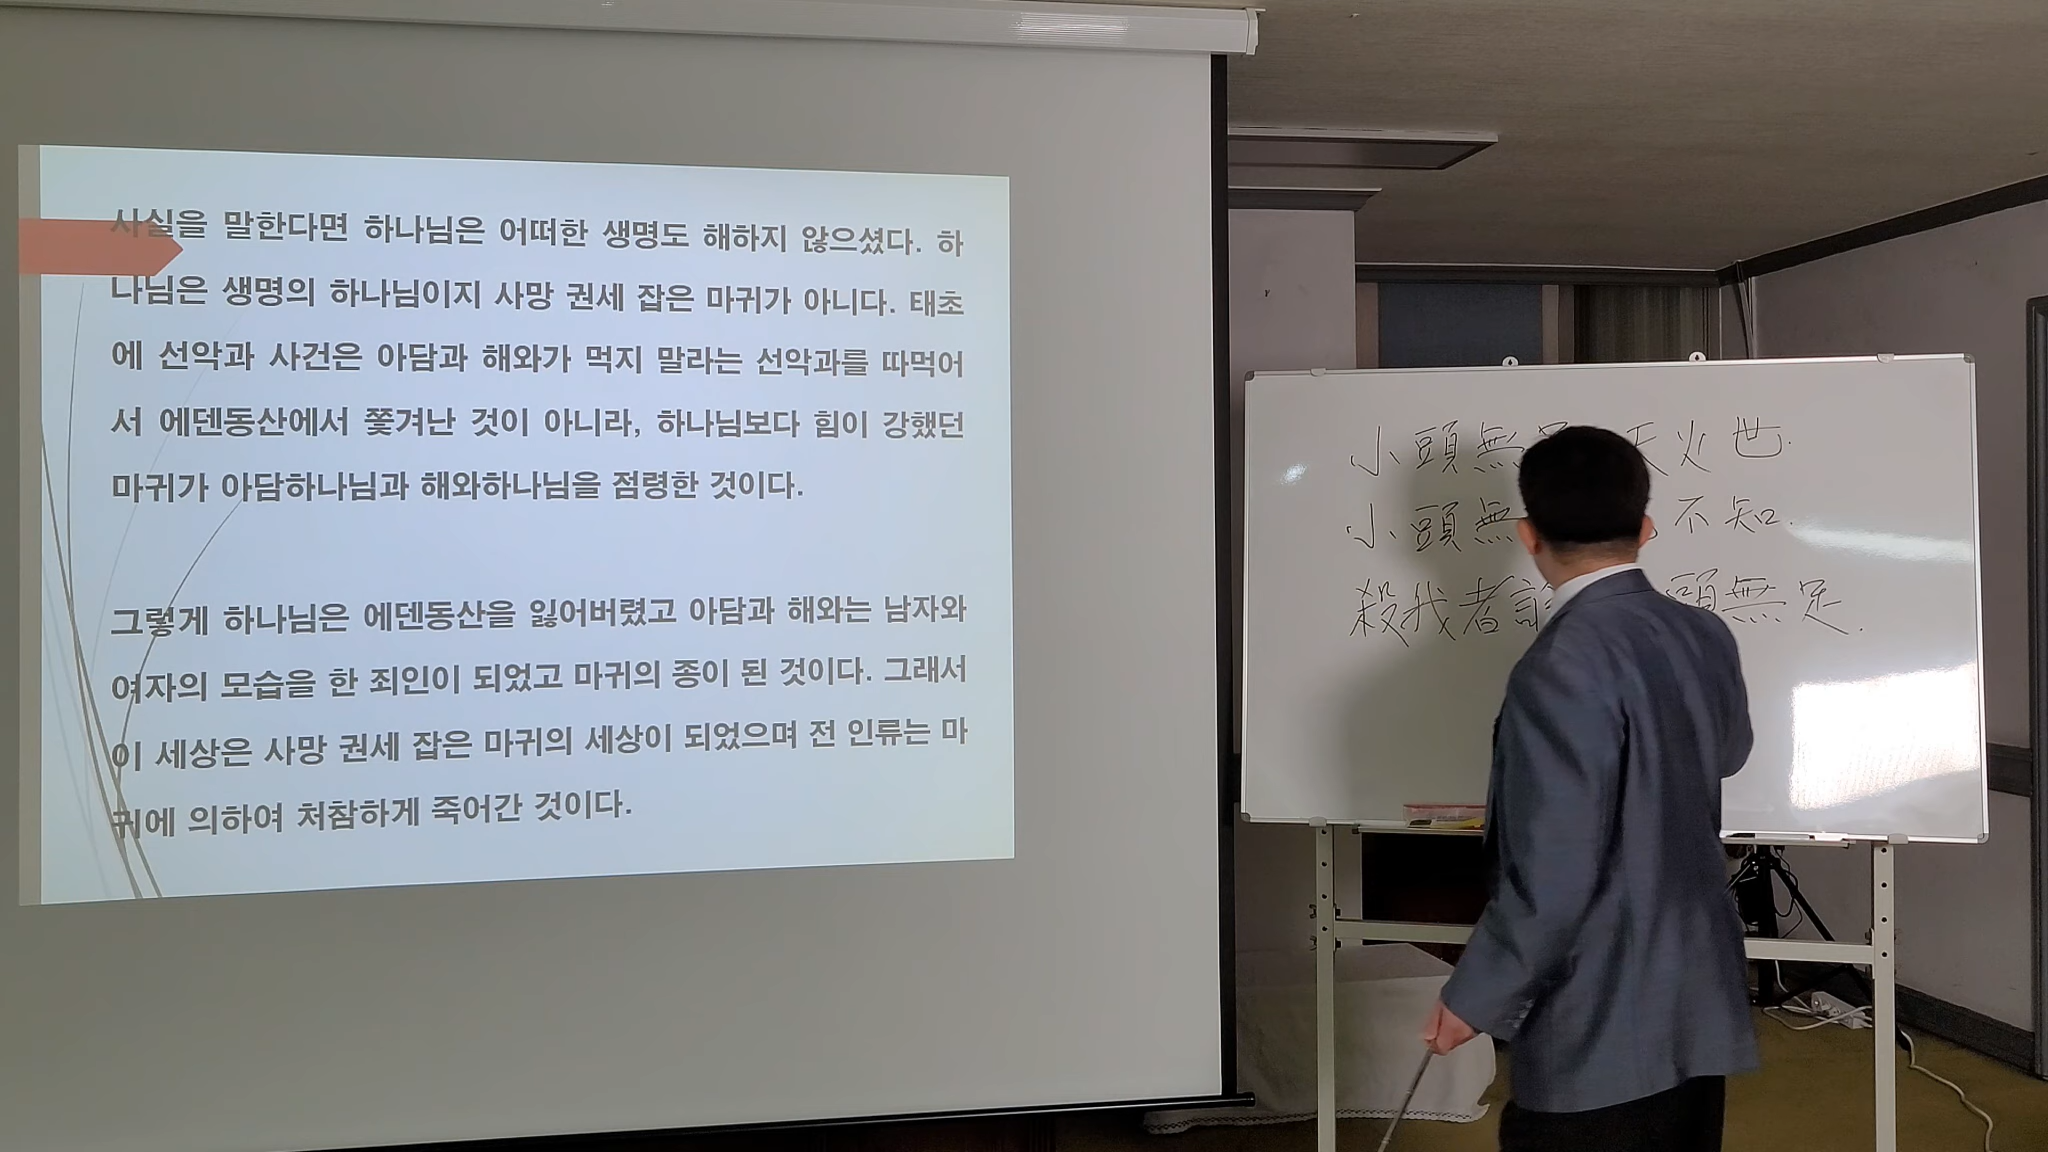 사실을 말한다면 하나님은 어떠한 생명도 해하지 않으셨다. 하
나님은 생명의 하나님이지 사망 권세 잡은 마귀가 아니다. 태초
에 선악과 사건은 아담과 해와가 먹지 말라는 선악과를 따먹어
서 에덴동산에서 쫓겨난 것이 아니라, 하나님보다 힘이 강했던
마귀가 아담하나님과 해와하나님을 점령한 것이다.
그렇게 하나님은 에덴동산을 잃어버렸고 아담과 해와는 남자와
여자의 모습을 한 죄인이 되었고 마귀의 종이 된 것이다. 그래서
이 세상은 사망 권세 잡은 마귀의 세상이 되었으며 전 인류는 마
귀에 의하여 처참하게 죽어간 것이다.
小頭無 天火世.
小頭無 不知.
殺我者 頭無足.